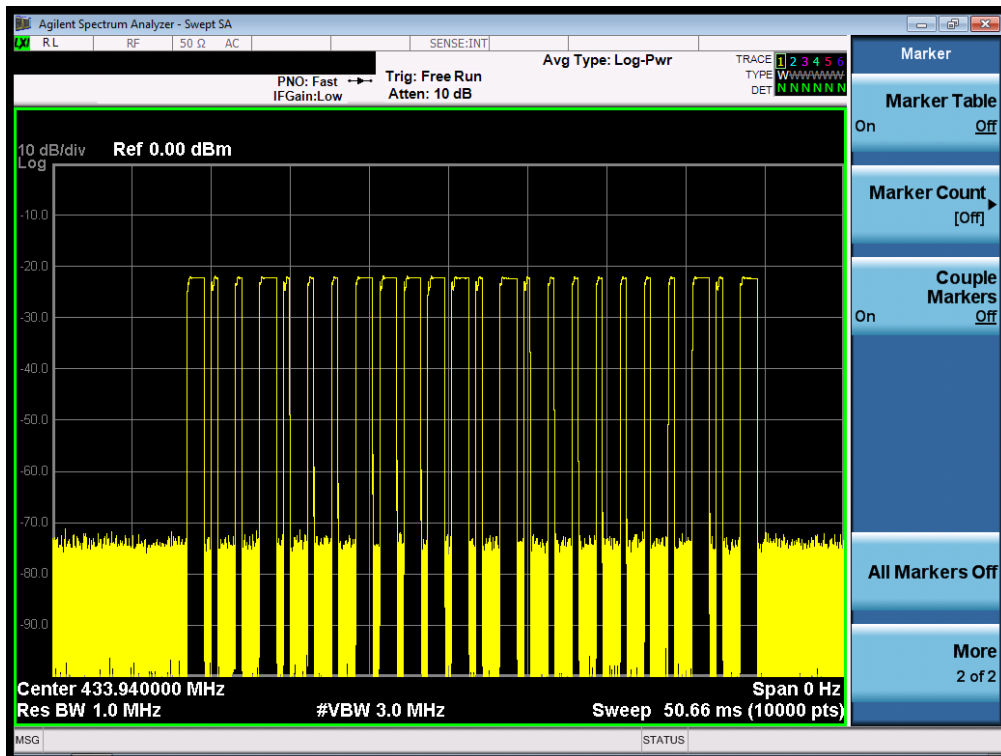 Agilent Spectrum Analyzer - Swept SA
LXI RL RF 50 Ω AC SENSE:INT
PNO: Fast
IFGain:Low
Trig: Free Run
Atten: 10 dB
Avg Type: Log-Pwr
TRACE 1 2 3 4 5 6
TYPE WWWWWW
DET N N N N N N
10 dB/div
Log
Ref 0.00 dBm
-10.0
-20.0
-30.0
-40.0
-50.0
-60.0
-70.0
-80.0
-90.0
Center 433.940000 MHz
Span 0 Hz
Res BW 1.0 MHz
#VBW 3.0 MHz
Sweep 50.66 ms (10000 pts)
MSG
STATUS
Marker
Marker Table
On Off
Marker Count
[Off]
Couple
Markers
On Off
All Markers Off
More
2 of 2